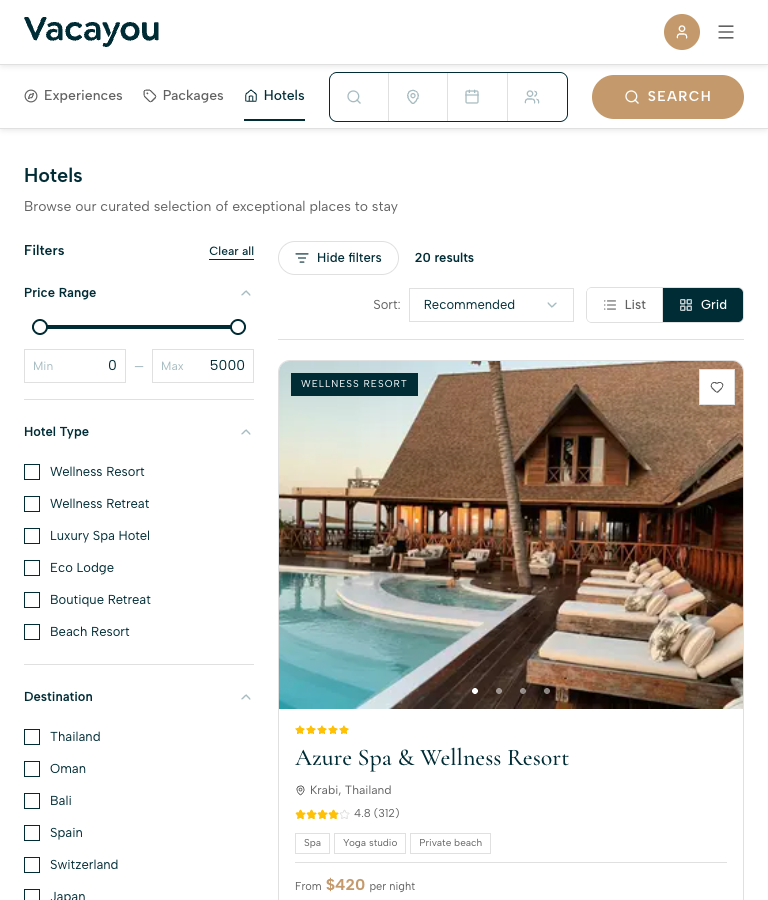 Vacayou
Experiences
Packages
Hotels
SEARCH
Hotels
Browse our curated selection of exceptional places to stay
Filters
Clear all
Price Range
Min 0 – Max 5000
Hotel Type
Wellness Resort
Wellness Retreat
Luxury Spa Hotel
Eco Lodge
Boutique Retreat
Beach Resort
Destination
Thailand
Oman
Bali
Spain
Switzerland
Japan
Hide filters
20 results
Sort: Recommended
List
Grid
WELLNESS RESORT
Azure Spa & Wellness Resort
Krabi, Thailand
4.8 (312)
Spa
Yoga studio
Private beach
From $420 per night